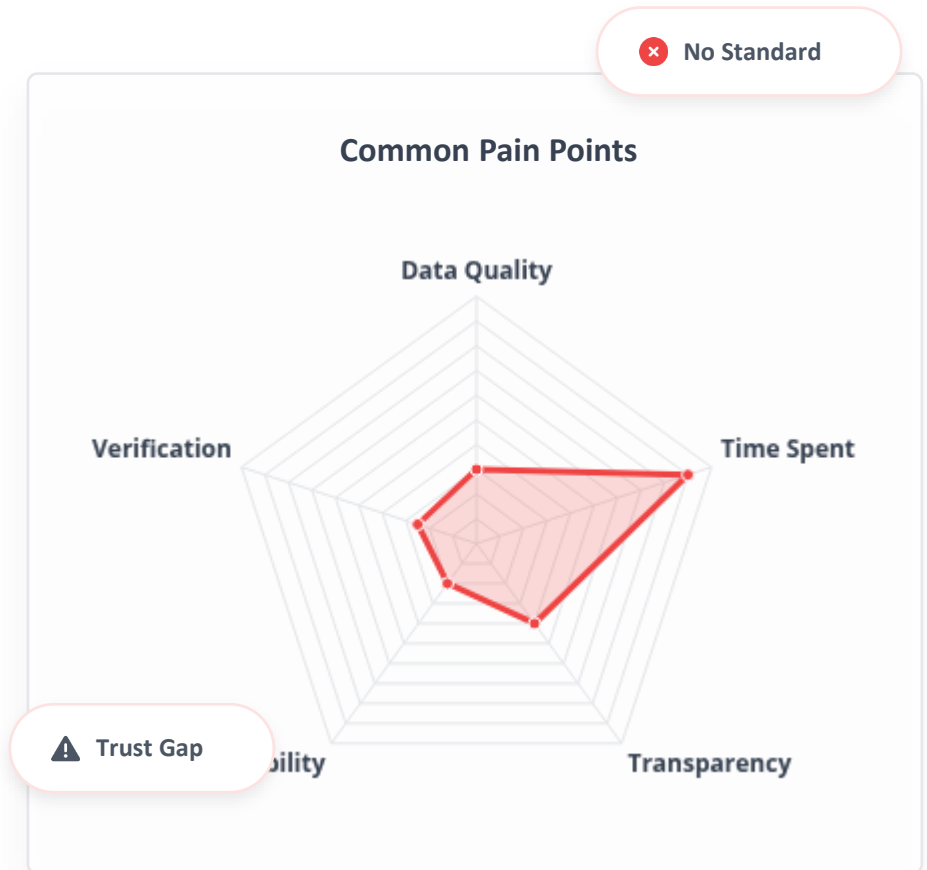 No Standard
Common Pain Points
Data Quality
Verification
Time Spent
Trust Gap
bility
Transparency